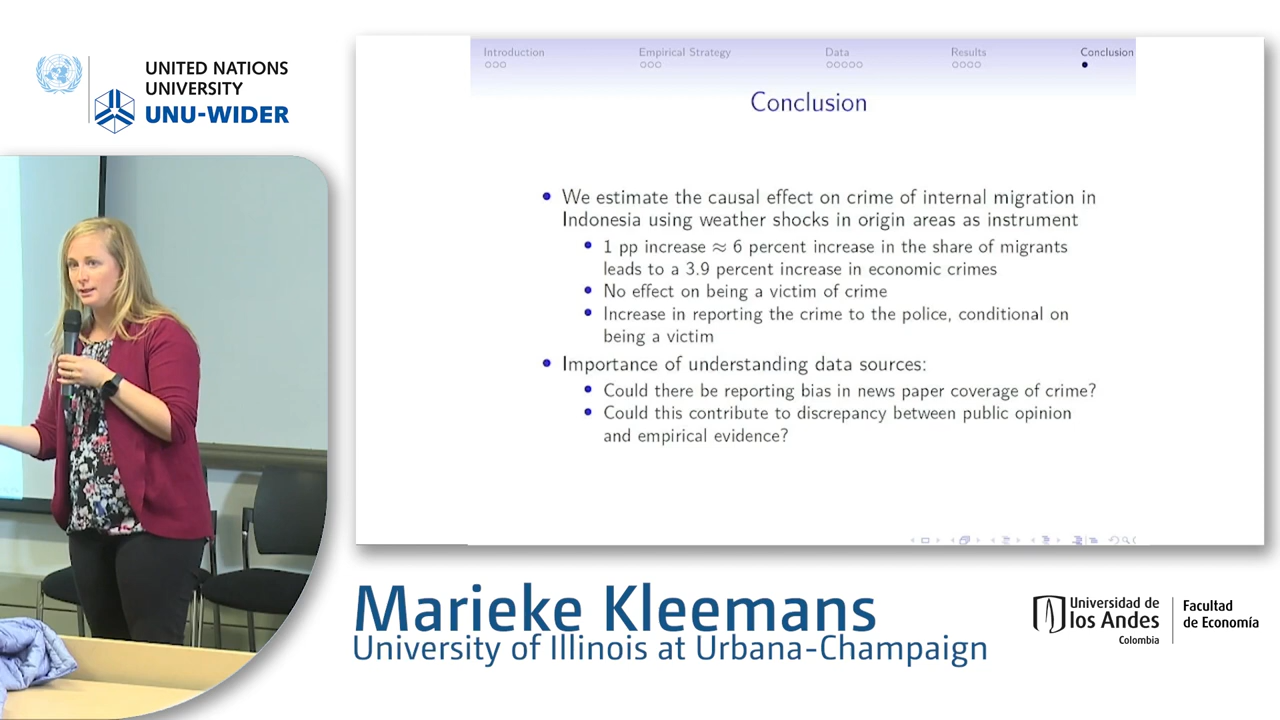 UNITED NATIONS
UNIVERSITY
UNU-WIDER
Introduction
Empirical Strategy
Data
Results
Conclusion
Conclusion
• We estimate the causal effect on crime of internal migration in
Indonesia using weather shocks in origin areas as instrument
• 1 pp increase ≈ 6 percent increase in the share of migrants
leads to a 3.9 percent increase in economic crimes
• No effect on being a victim of crime
• Increase in reporting the crime to the police, conditional on
being a victim
• Importance of understanding data sources:
• Could there be reporting bias in news paper coverage of crime?
• Could this contribute to discrepancy between public opinion
and empirical evidence?
Marieke Kleemans
University of Illinois at Urbana-Champaign
Universidad de
los Andes
Colombia
Facultad
de Economía